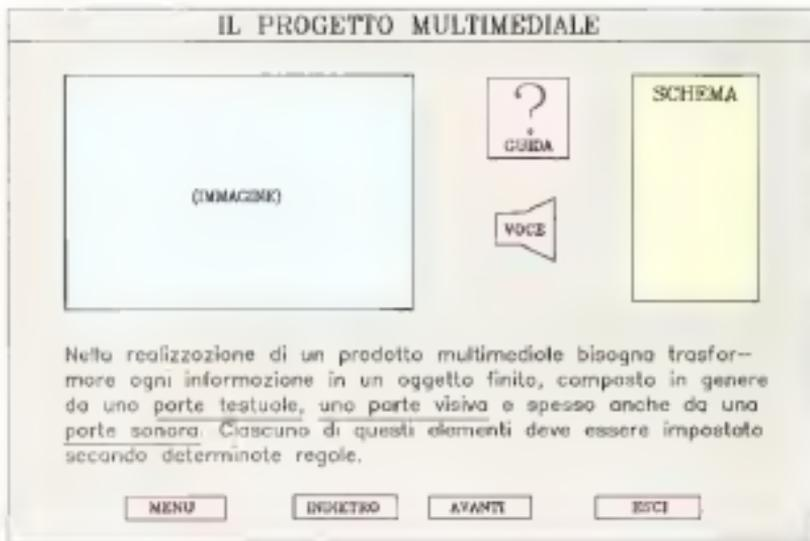 IL PROGETTO MULTIMEDIALE
(IMMAGINE)
?
o
GUIDA
VOCE
SCHEMA
Nella realizzazione di un prodotto multimediale bisogna trasfor-
mare ogni informazione in un oggetto finito, composto in genere
da una parte testuale, una parte visiva e spesso anche da una
parte sonora. Ciascuno di questi elementi deve essere impostato
secondo determinate regole.
MENU
INDIETRO
AVANTI
ESCI